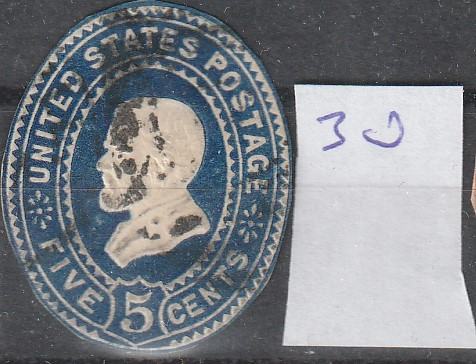 UNITED STATES POSTAGE
FIVE 5 CENTS
30